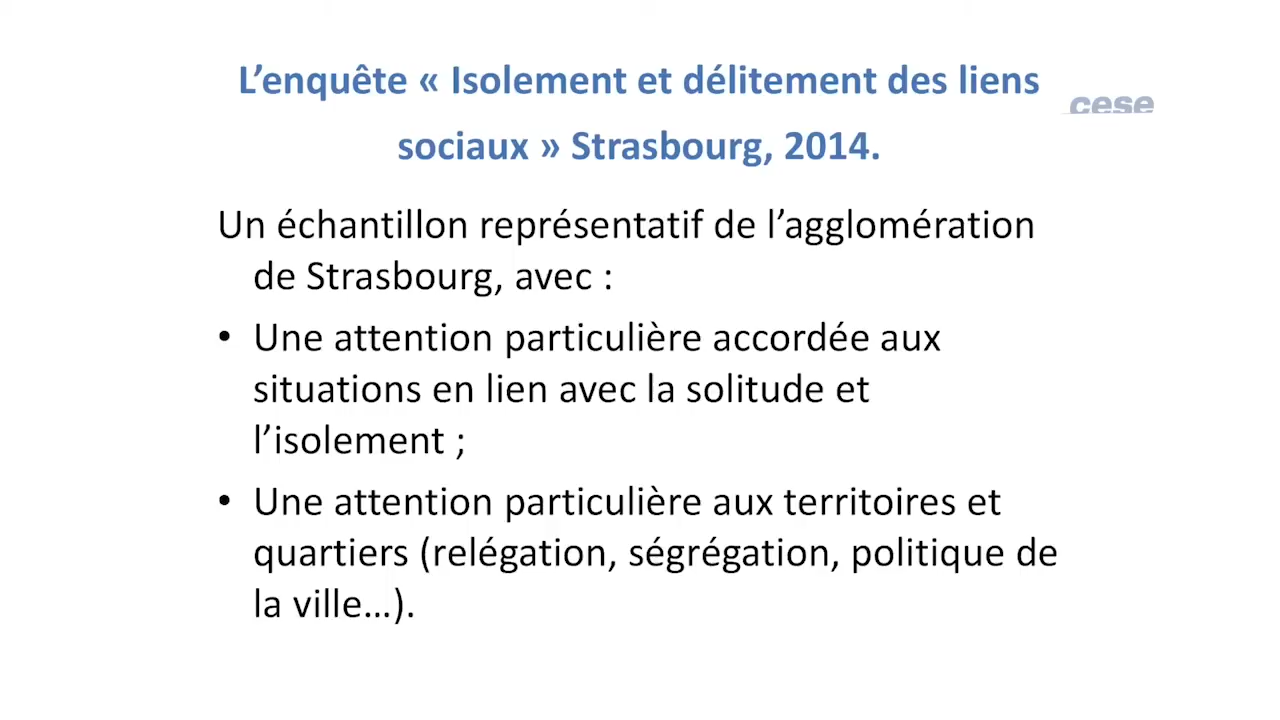 L’enquête « Isolement et délitement des liens
cese
sociaux » Strasbourg, 2014.
Un échantillon représentatif de l’agglomération
de Strasbourg, avec :
• Une attention particulière accordée aux
situations en lien avec la solitude et
l’isolement ;
• Une attention particulière aux territoires et
quartiers (relégation, ségrégation, politique de
la ville…).